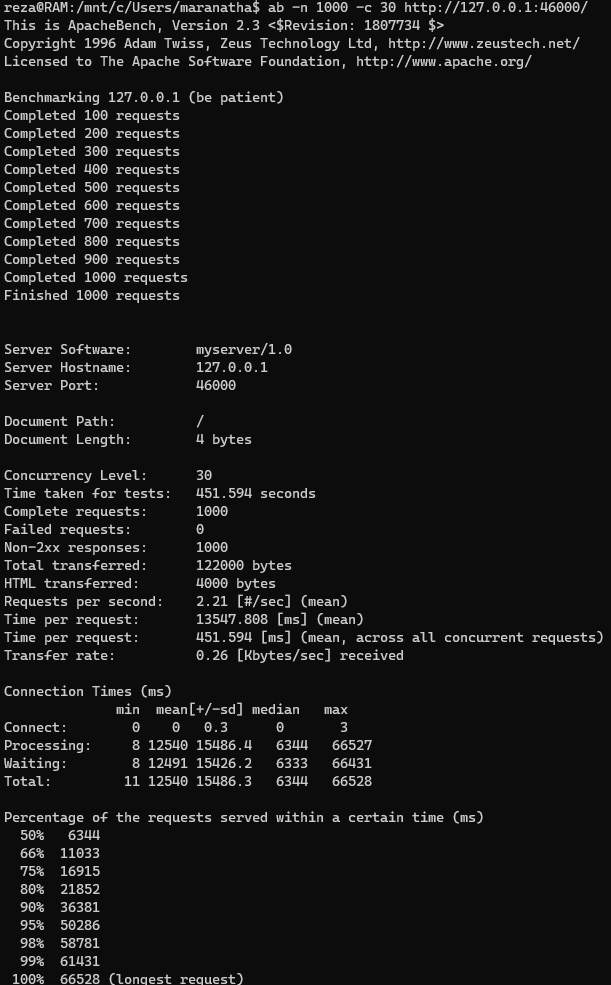 reza@RAM:/mnt/c/Users/maranatha$ ab -n 1000 -c 30 http://127.0.0.1:46000/
This is ApacheBench, Version 2.3 <$Revision: 1807734 $>
Copyright 1996 Adam Twiss, Zeus Technology Ltd, http://www.zeustech.net/
Licensed to The Apache Software Foundation, http://www.apache.org/

Benchmarking 127.0.0.1 (be patient)
Completed 100 requests
Completed 200 requests
Completed 300 requests
Completed 400 requests
Completed 500 requests
Completed 600 requests
Completed 700 requests
Completed 800 requests
Completed 900 requests
Completed 1000 requests
Finished 1000 requests


Server Software:        myserver/1.0
Server Hostname:        127.0.0.1
Server Port:            46000

Document Path:          /
Document Length:        4 bytes

Concurrency Level:      30
Time taken for tests:   451.594 seconds
Complete requests:      1000
Failed requests:        0
Non-2xx responses:      1000
Total transferred:      122000 bytes
HTML transferred:       4000 bytes
Requests per second:    2.21 [#/sec] (mean)
Time per request:       13547.808 [ms] (mean)
Time per request:       451.594 [ms] (mean, across all concurrent requests)
Transfer rate:          0.26 [Kbytes/sec] received

Connection Times (ms)
              min  mean[+/-sd] median   max
Connect:        0    0   0.3      0       3
Processing:     8 12540 15486.4   6344   66527
Waiting:        8 12491 15426.2   6333   66431
Total:         11 12540 15486.3   6344   66528

Percentage of the requests served within a certain time (ms)
  50%   6344
  66%  11033
  75%  16915
  80%  21852
  90%  36381
  95%  50286
  98%  58781
  99%  61431
 100%  66528 (longest request)